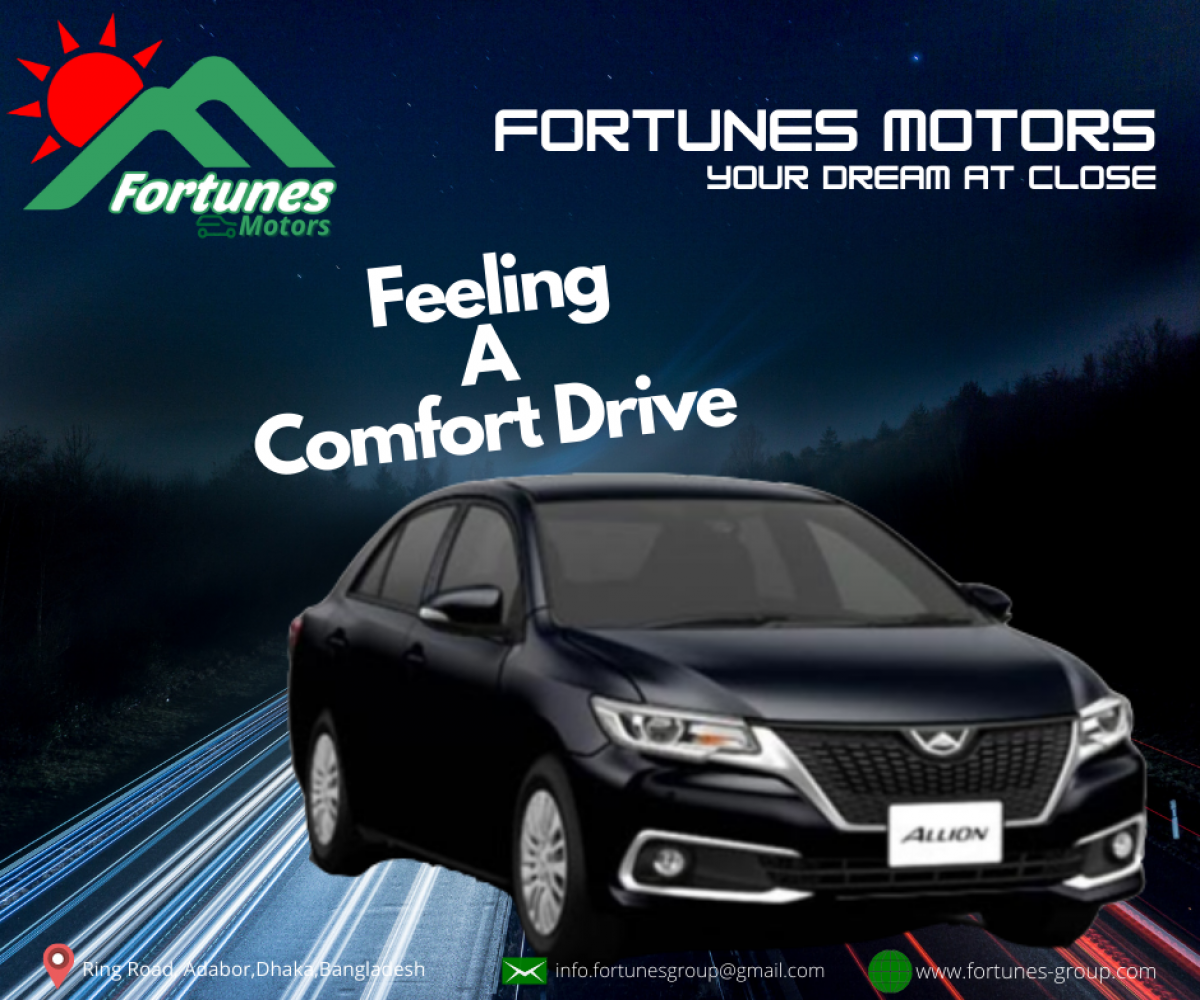 Fortunes
Motors
FORTUNES MOTORS
YOUR DREAM AT CLOSE
Feeling
A
Comfort Drive
ALLION
Ring Road, Adabor,Dhaka,Bangladesh
info.fortunesgroup@gmail.com
www.fortunes-group.com